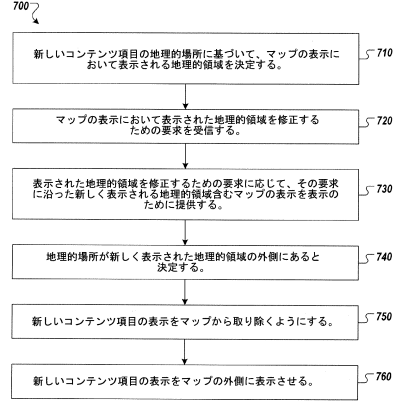 700
新しいコンテンツ項目の地理的場所に基づいて、マップの表示に
おいて表示される地理的領域を決定する。
710
マップの表示において表示された地理的領域を修正する
ための要求を受信する。
720
表示された地理的領域を修正するための要求に応じて、その要求
に沿った新しく表示される地理的領域含むマップの表示を表示の
ために提供する。
730
地理的場所が新しく表示された地理的領域の外側にあると
決定する。
740
新しいコンテンツ項目の表示をマップから取り除くようにする。
750
新しいコンテンツ項目の表示をマップの外側に表示させる。
760